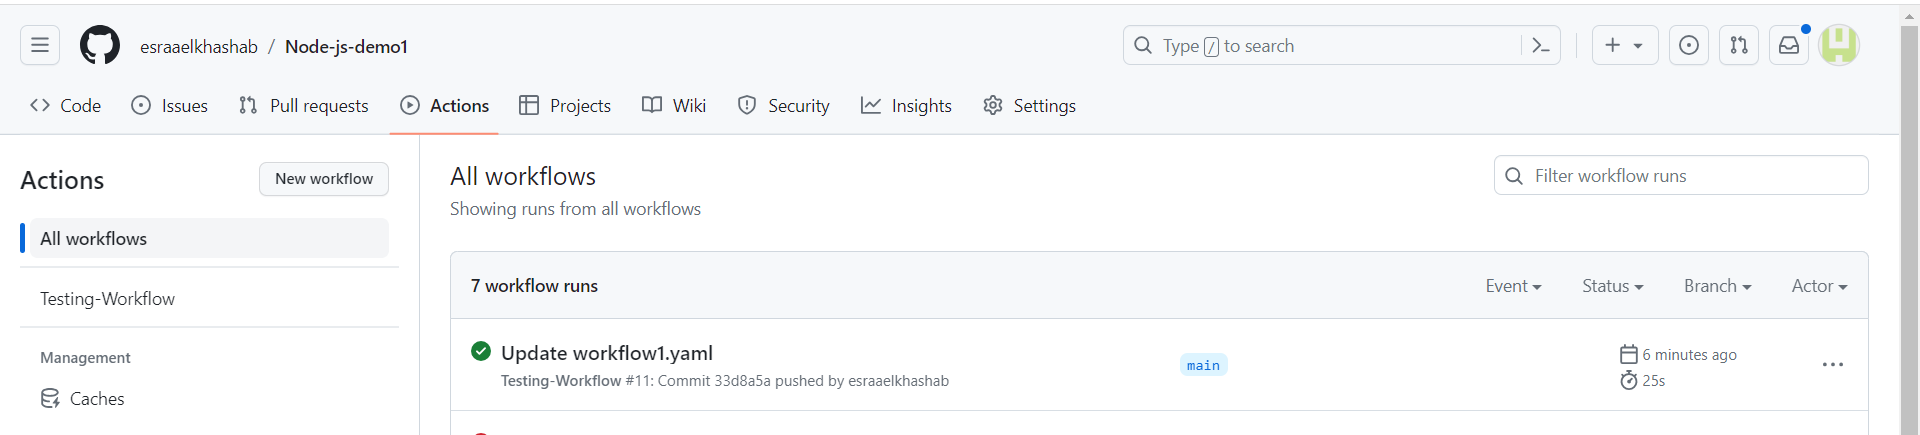 esraaelkhashab / Node-js-demo1
Type / to search
Code Issues Pull requests Actions Projects Wiki Security Insights Settings
Actions
New workflow
All workflows
Testing-Workflow
Management
Caches
All workflows
Showing runs from all workflows
Filter workflow runs
7 workflow runs
Event Status Branch Actor
Update workflow1.yaml
Testing-Workflow #11: Commit 33d8a5a pushed by esraaelkhashab
main
6 minutes ago
25s